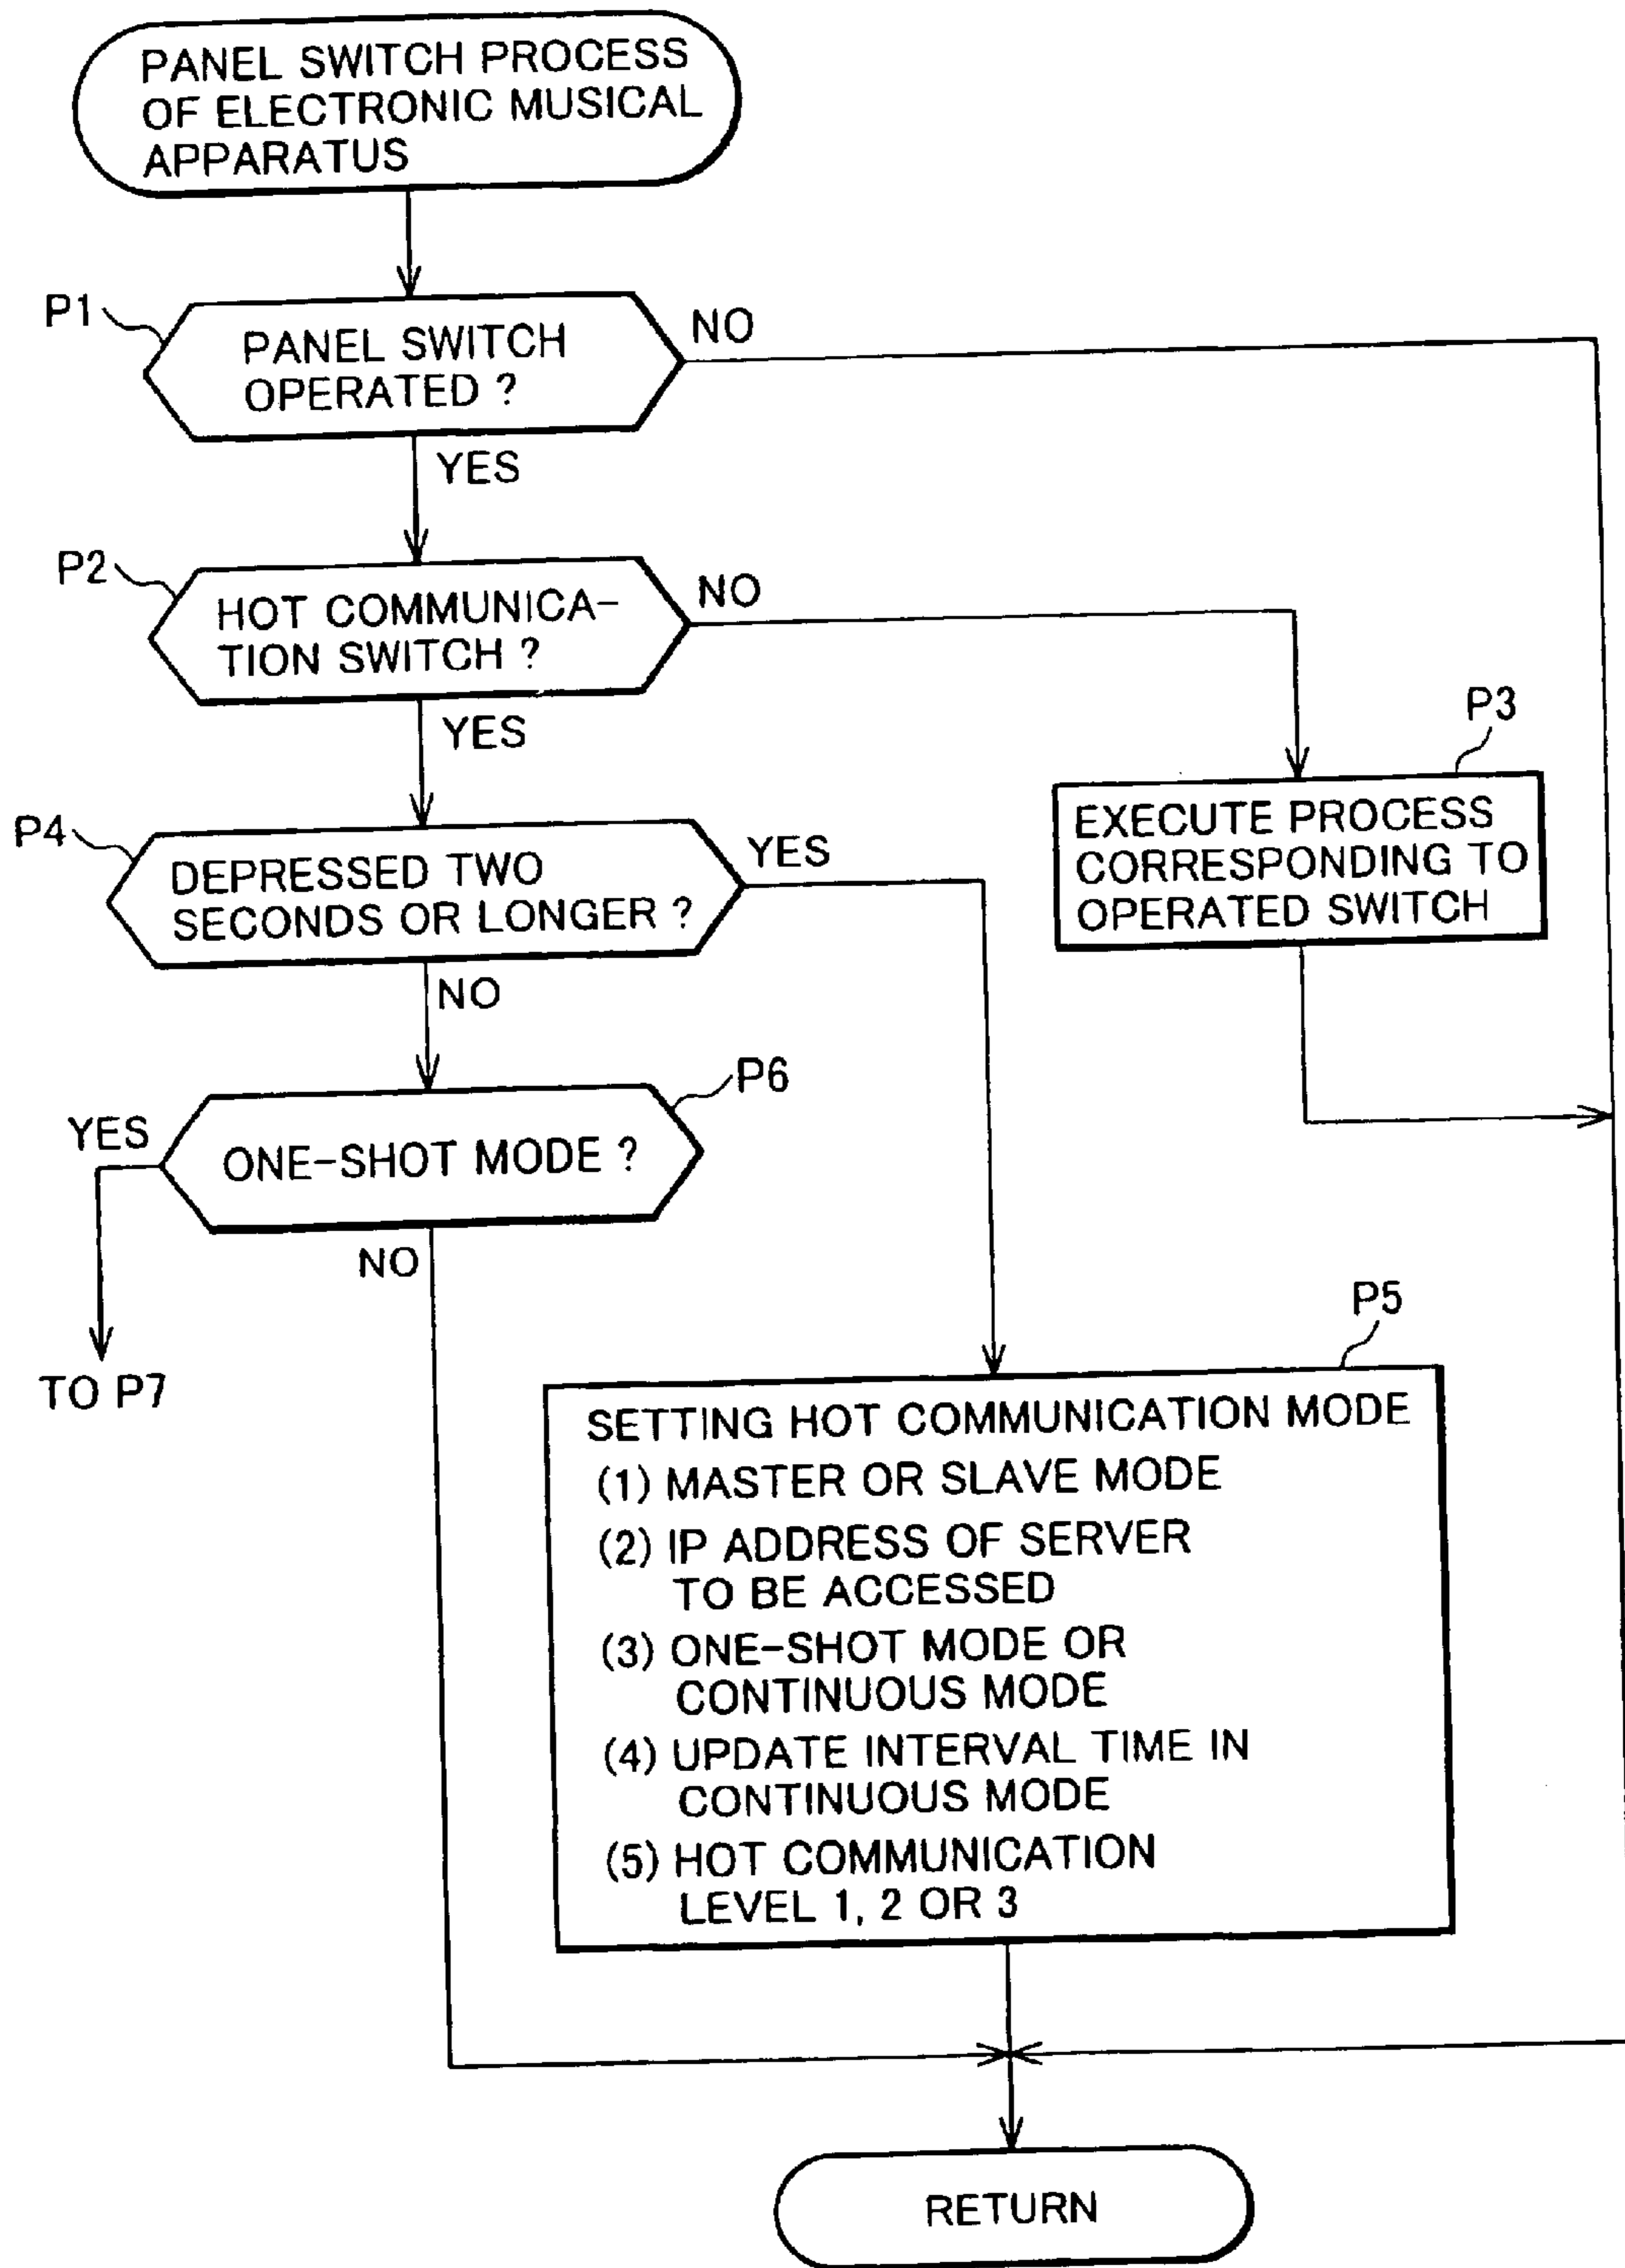 PANEL SWITCH PROCESS
OF ELECTRONIC MUSICAL
APPARATUS
P1
PANEL SWITCH
OPERATED ?
NO
YES
P2
HOT COMMUNICA-
TION SWITCH ?
NO
YES
P3
EXECUTE PROCESS
CORRESPONDING TO
OPERATED SWITCH
P4
DEPRESSED TWO
SECONDS OR LONGER ?
YES
NO
P6
ONE-SHOT MODE ?
YES
NO
TO P7
P5
SETTING HOT COMMUNICATION MODE
(1) MASTER OR SLAVE MODE
(2) IP ADDRESS OF SERVER
TO BE ACCESSED
(3) ONE-SHOT MODE OR
CONTINUOUS MODE
(4) UPDATE INTERVAL TIME IN
CONTINUOUS MODE
(5) HOT COMMUNICATION
LEVEL 1, 2 OR 3
RETURN